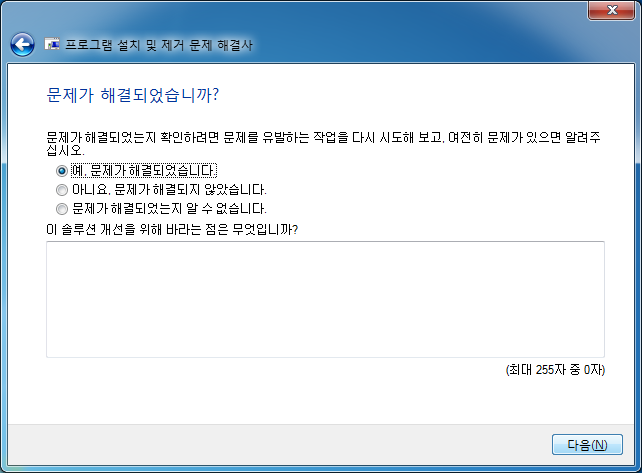 프로그램 설치 및 제거 문제 해결사
문제가 해결되었습니까?
문제가 해결되었는지 확인하려면 문제를 유발하는 작업을 다시 시도해 보고, 여전히 문제가 있으면 알려주
십시오.
예, 문제가 해결되었습니다.
아니요, 문제가 해결되지 않았습니다.
문제가 해결되었는지 알 수 없습니다.
이 솔루션 개선을 위해 바라는 점은 무엇입니까?
(최대 255자 중 0자)
다음(N)